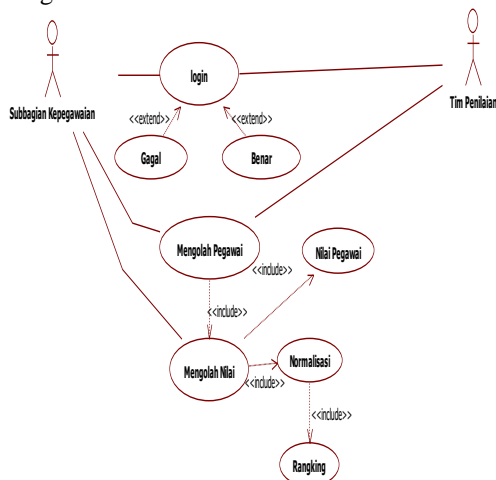 login
Subbagian Kepegawaian
Tim Penilaian
<<extend>>
<<extend>>
Gagal
Benar
Mengolah Pegawai
Nilai Pegawai
<<include>>
<<include>>
Mengolah Nilai
Normalisasi
<<include>>
<<include>>
Rangking